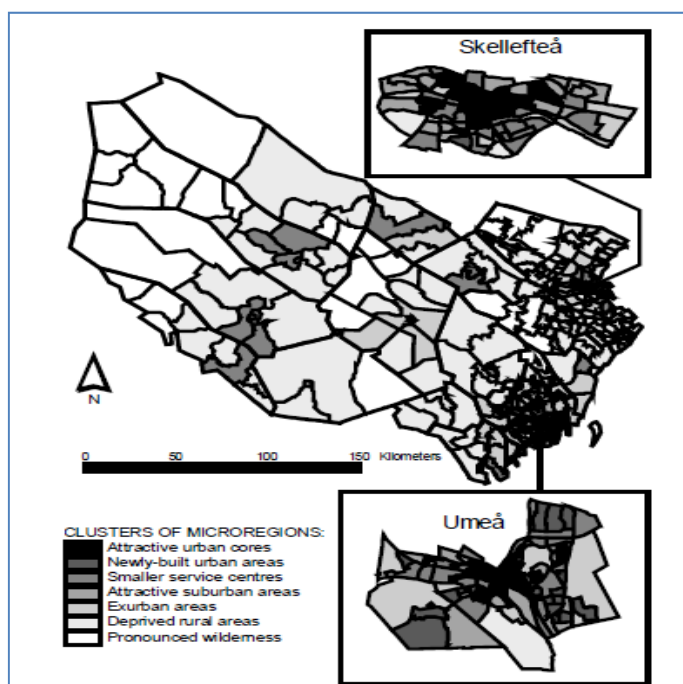 Skellefteå
N
0 50 100 150 Kilometers
CLUSTERS OF MICROREGIONS:
Attractive urban cores
Newly-built urban areas
Smaller service centres
Attractive suburban areas
Exurban areas
Deprived rural areas
Pronounced wilderness
Umeå